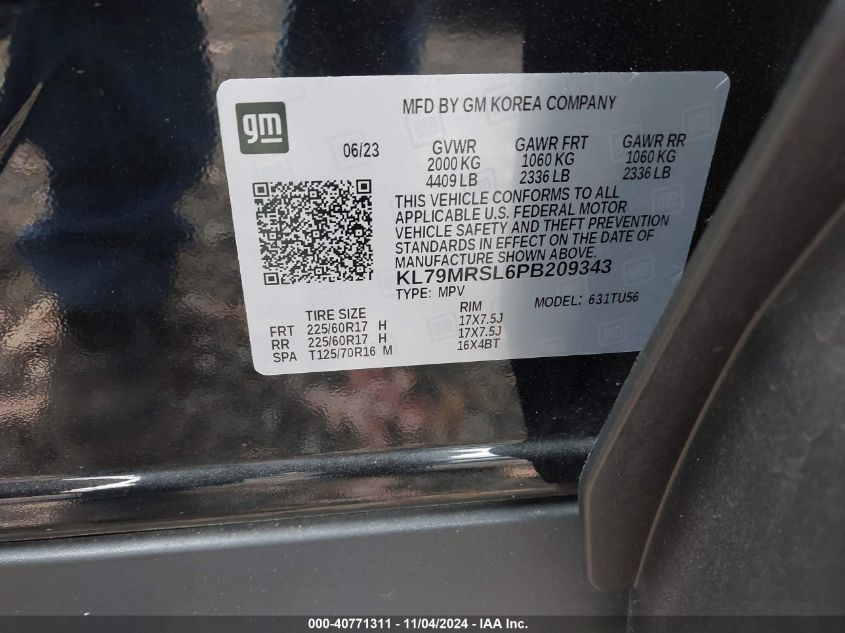 gm
MFD BY GM KOREA COMPANY
06/23 GVWR GAWR FRT GAWR RR
2000 KG 1060 KG 1060 KG
4409 LB 2336 LB 2336 LB
THIS VEHICLE CONFORMS TO ALL
APPLICABLE U.S. FEDERAL MOTOR
VEHICLE SAFETY AND THEFT PREVENTION
STANDARDS IN EFFECT ON THE DATE OF
MANUFACTURE SHOWN ABOVE.
KL79MRSL6PB209343
TYPE: MPV MODEL: 631TU56
TIRE SIZE RIM
FRT 225/60R17 H 17X7.5J
RR 225/60R17 H 17X7.5J
SPA T125/70R16 M 16X4BT
000-40771311 - 11/04/2024 - IAA Inc.